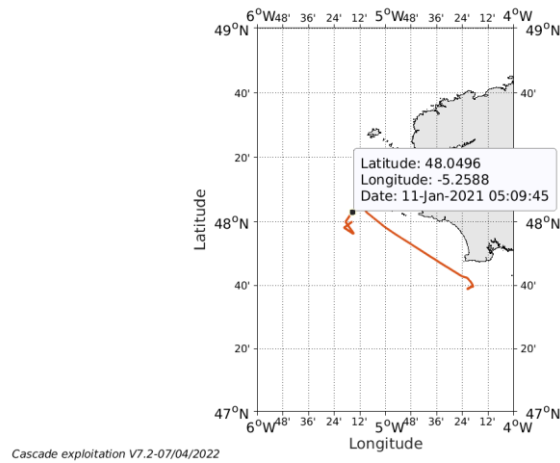 6°W 48' 36' 24' 12' 5°W 48' 36' 24' 12' 4°W
49°N 49°N
40' 40'
20' 20'
Latitude: 48.0496
Longitude: -5.2588
Date: 11-Jan-2021 05:09:45
Latitude
48°N 48°N
40' 40'
20' 20'
47°N 47°N
6°W 48' 36' 24' 12' 5°W 48' 36' 24' 12' 4°W
Longitude
Cascade exploitation V7.2-07/04/2022